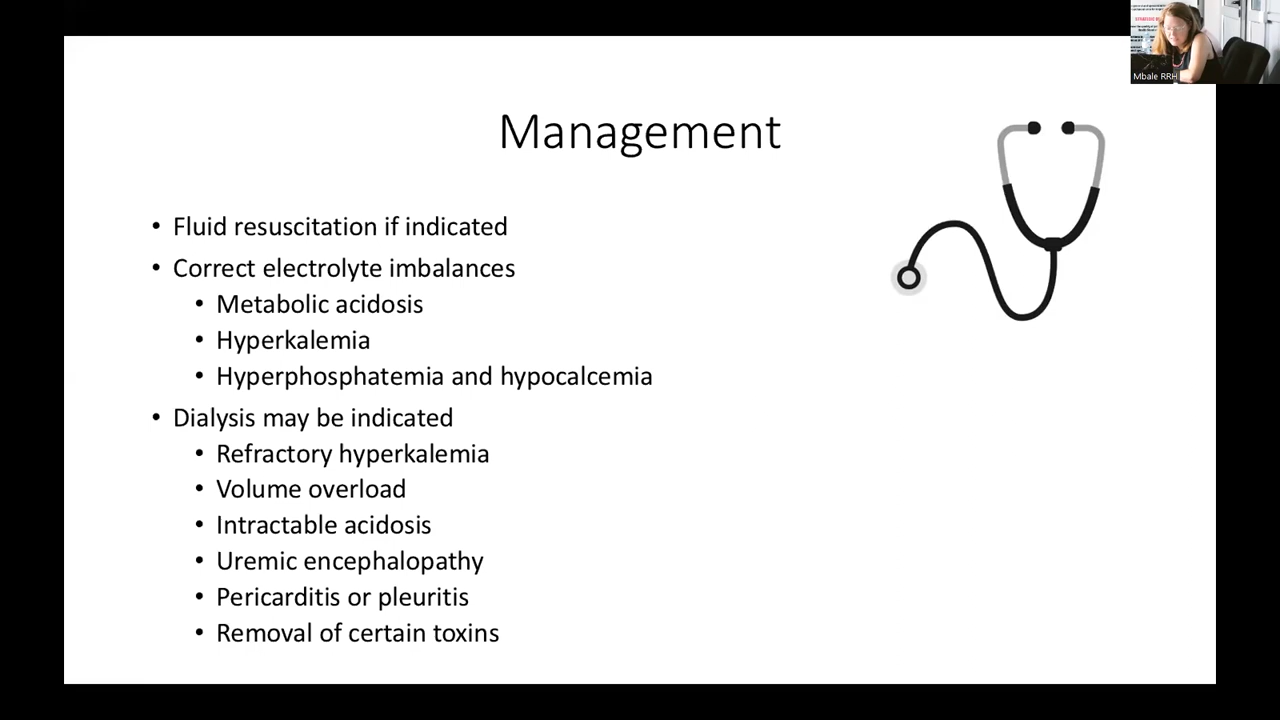 Mbale RRH
Management
• Fluid resuscitation if indicated
• Correct electrolyte imbalances
• Metabolic acidosis
• Hyperkalemia
• Hyperphosphatemia and hypocalcemia
• Dialysis may be indicated
• Refractory hyperkalemia
• Volume overload
• Intractable acidosis
• Uremic encephalopathy
• Pericarditis or pleuritis
• Removal of certain toxins